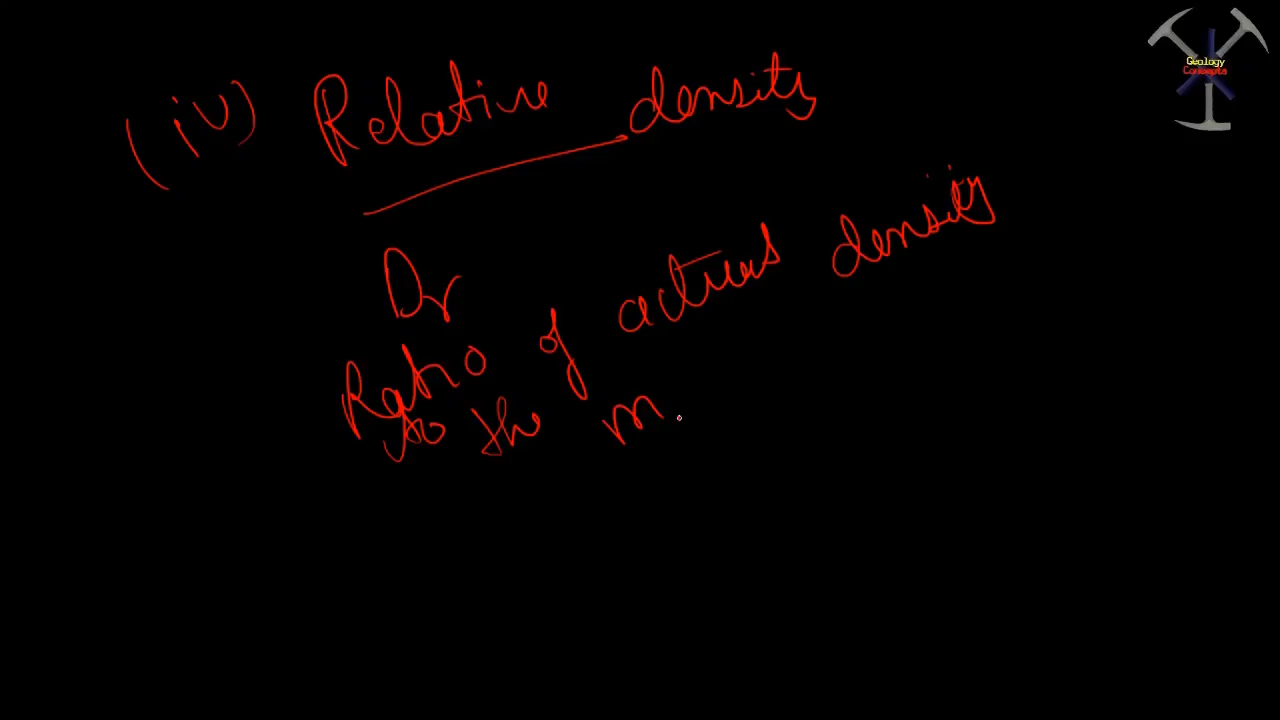 (iv) Relative density
Dr
Ratio of actual density
to the m
Geology
Concepts